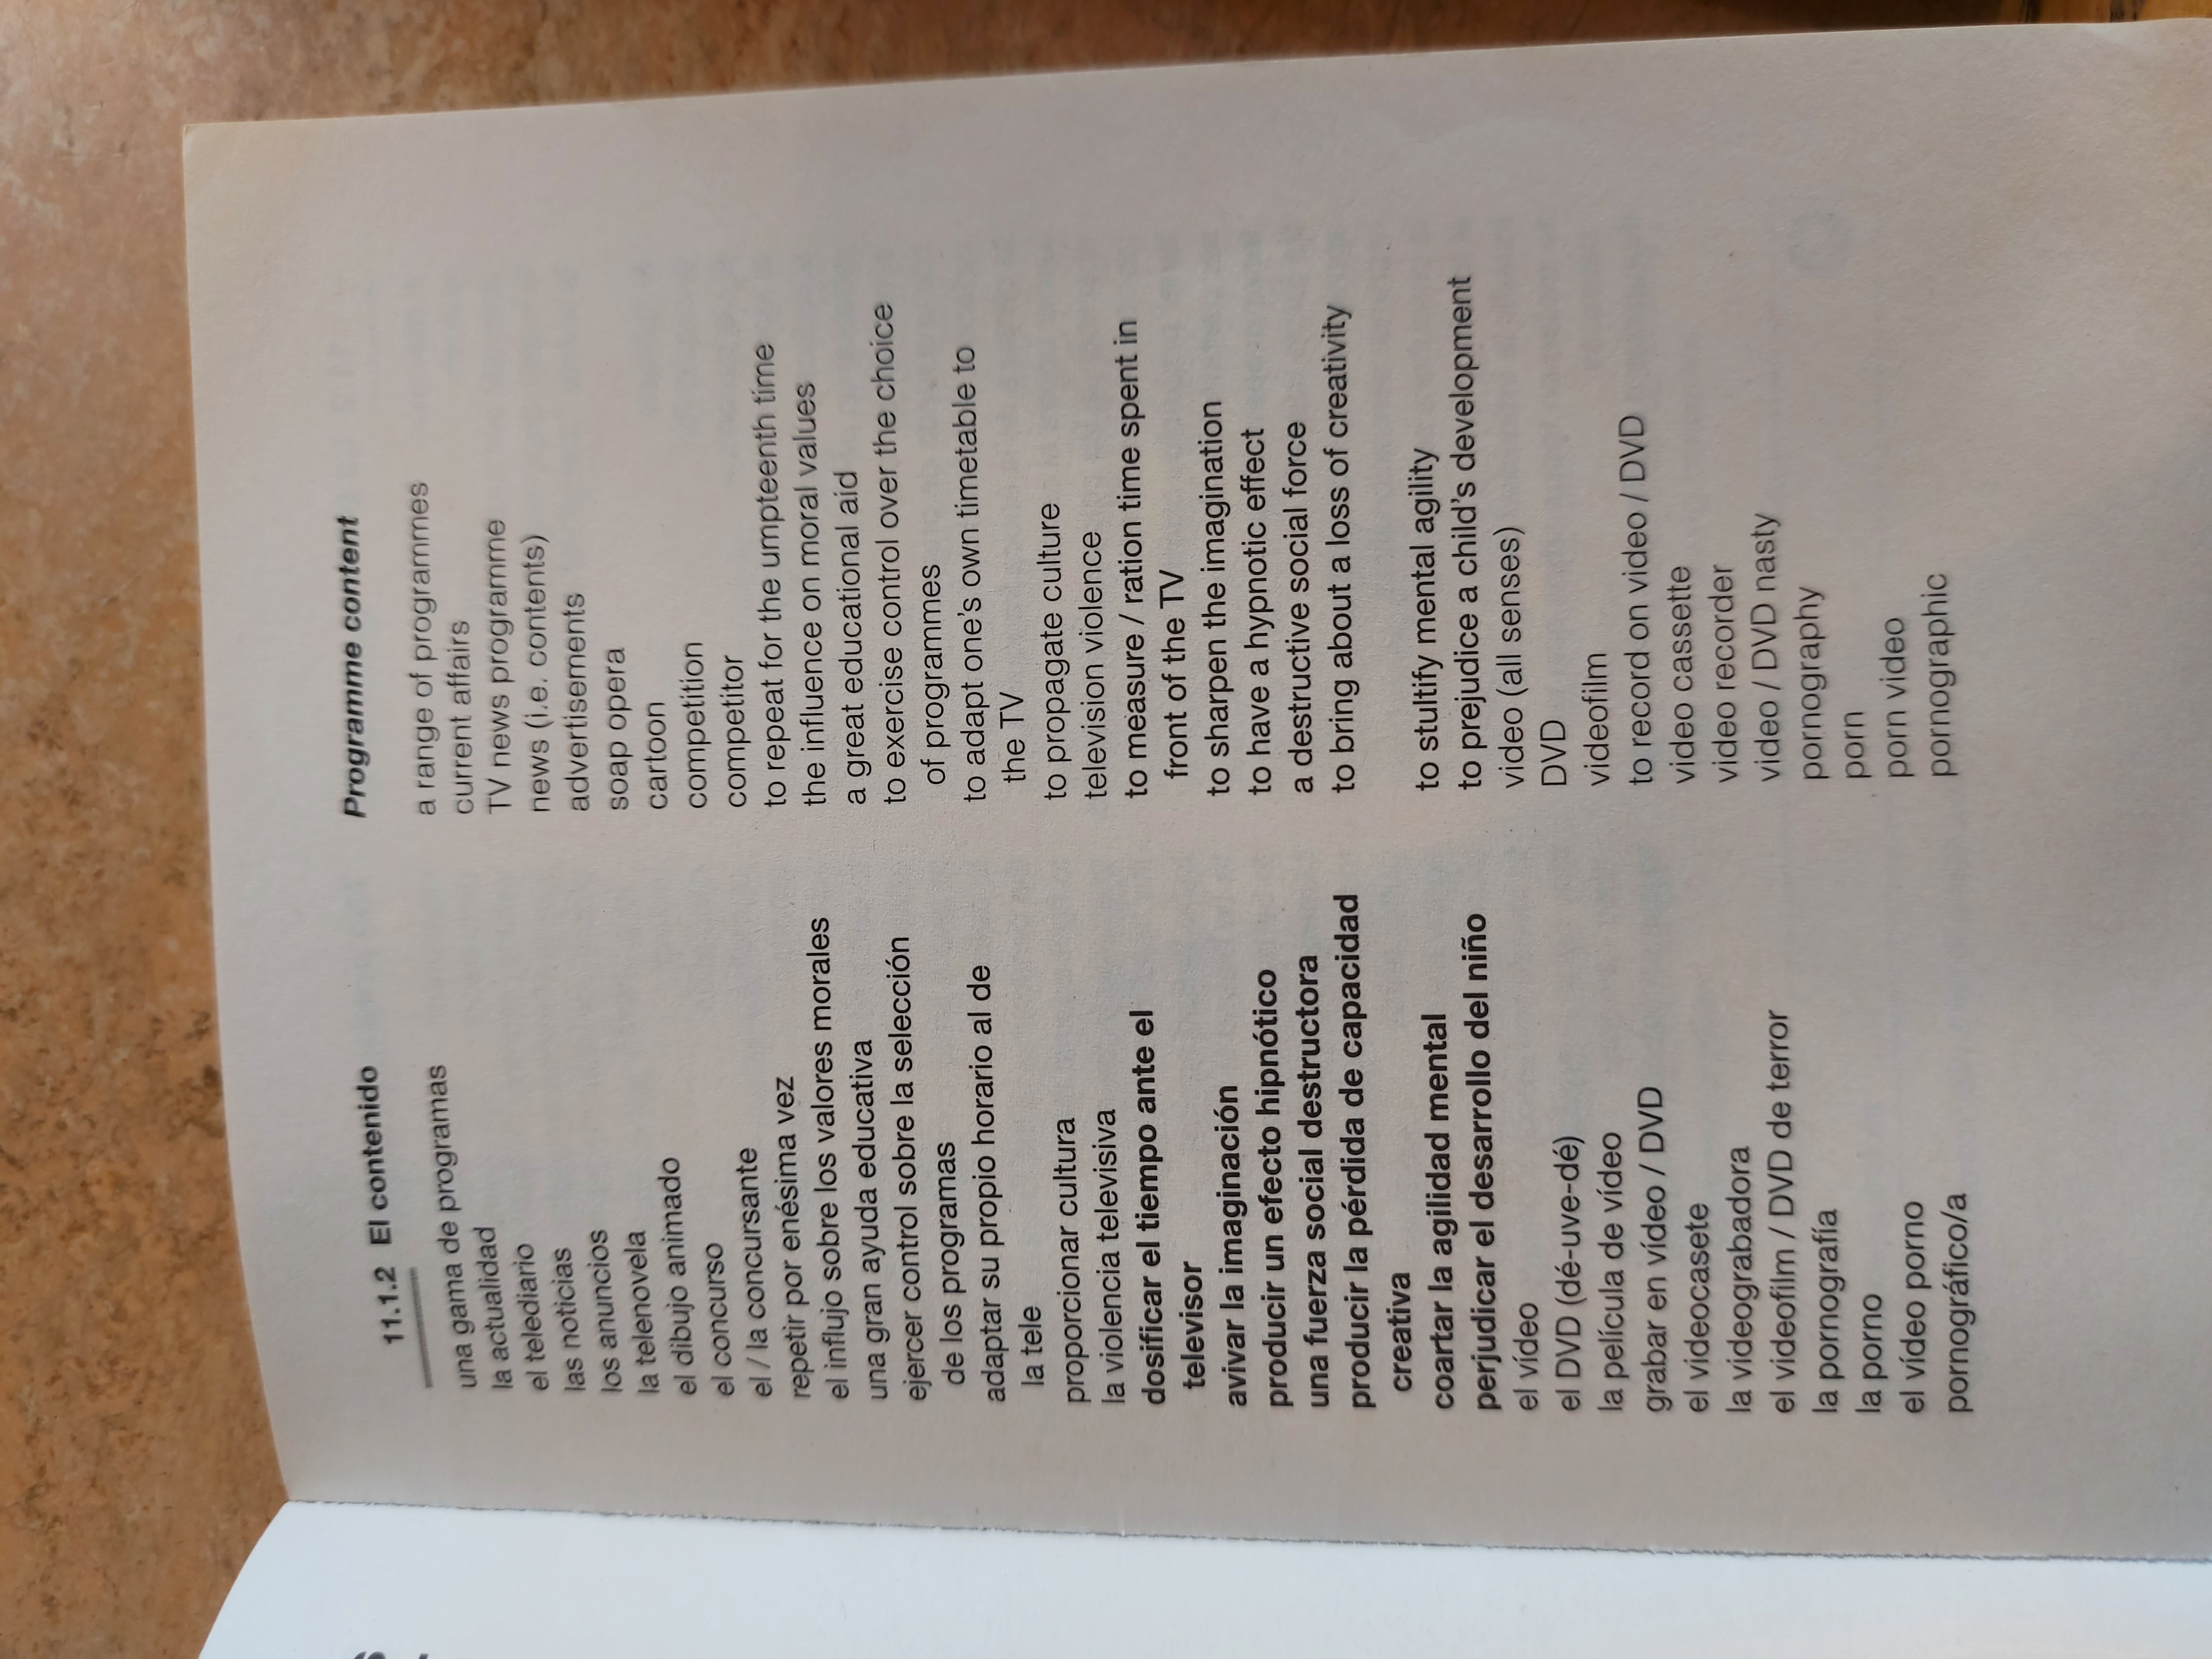 11.1.2 El contenido
una gama de programas
la actualidad
el telediario
las noticias
los anuncios
la telenovela
el dibujo animado
el concurso
el / la concursante
repetir por enésima vez
el influjo sobre los valores morales
una gran ayuda educativa
ejercer control sobre la selección
de los programas
adaptar su propio horario al de
la tele
proporcionar cultura
la violencia televisiva
dosificar el tiempo ante el
televisor
avivar la imaginación
producir un efecto hipnótico
una fuerza social destructora
producir la pérdida de capacidad
creativa
coartar la agilidad mental
perjudicar el desarrollo del niño
el vídeo
el DVD (dé-uve-dé)
la película de vídeo
grabar en vídeo / DVD
el videocasete
la videograbadora
el videofilm / DVD de terror
la pornografía
la porno
el vídeo porno
pornográfico/a
Programme content
a range of programmes
current affairs
TV news programme
news (i.e. contents)
advertisements
soap opera
cartoon
competition
competitor
to repeat for the umpteenth time
the influence on moral values
a great educational aid
to exercise control over the choice
of programmes
to adapt one's own timetable to
the TV
to propagate culture
television violence
to measure / ration time spent in
front of the TV
to sharpen the imagination
to have a hypnotic effect
a destructive social force
to bring about a loss of creativity
to stultify mental agility
to prejudice a child's development
video (all senses)
DVD
videofilm
to record on video / DVD
video cassette
video recorder
video / DVD nasty
pornography
porn
porn video
pornographic